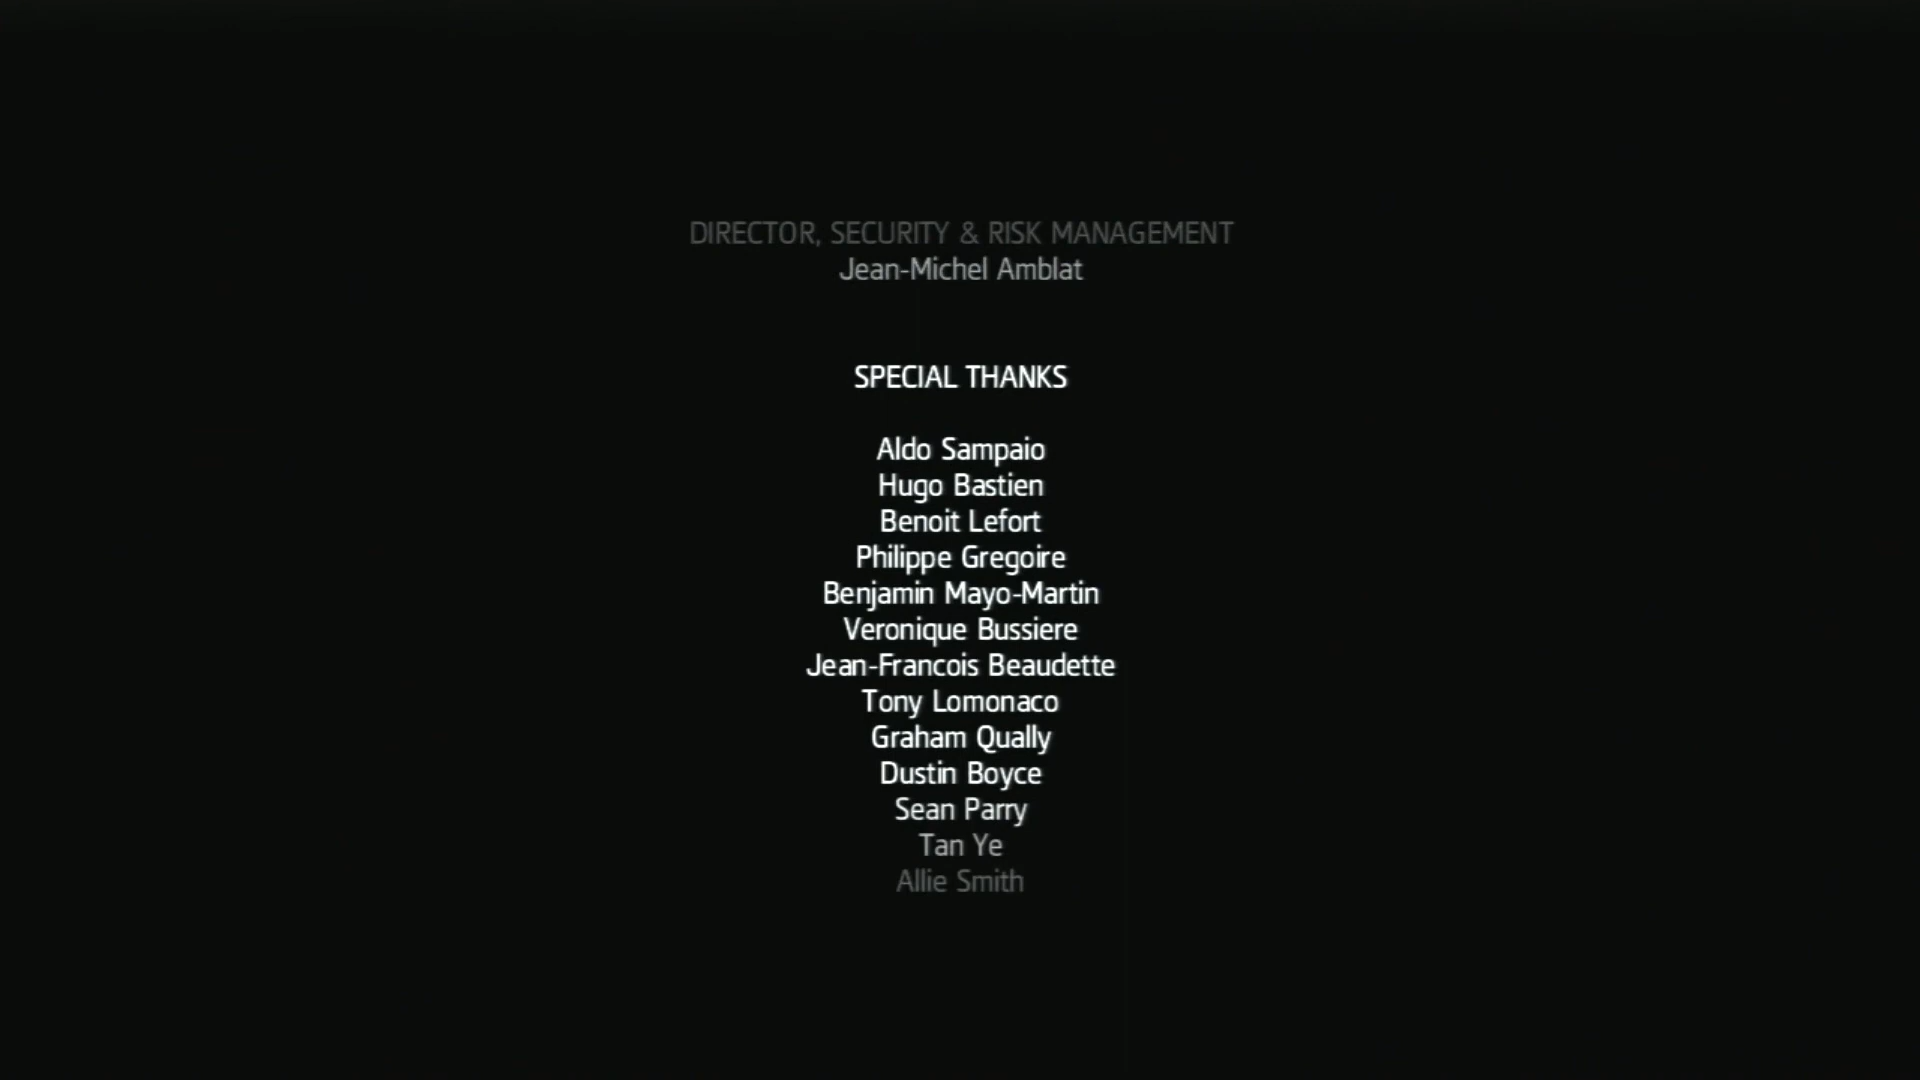 DIRECTOR, SECURITY & RISK MANAGEMENT
Jean-Michel Amblat
SPECIAL THANKS
Aldo Sampaio
Hugo Bastien
Benoit Lefort
Philippe Gregoire
Benjamin Mayo-Martin
Veronique Bussiere
Jean-Francois Beaudette
Tony Lomonaco
Graham Qually
Dustin Boyce
Sean Parry
Tan Ye
Allie Smith